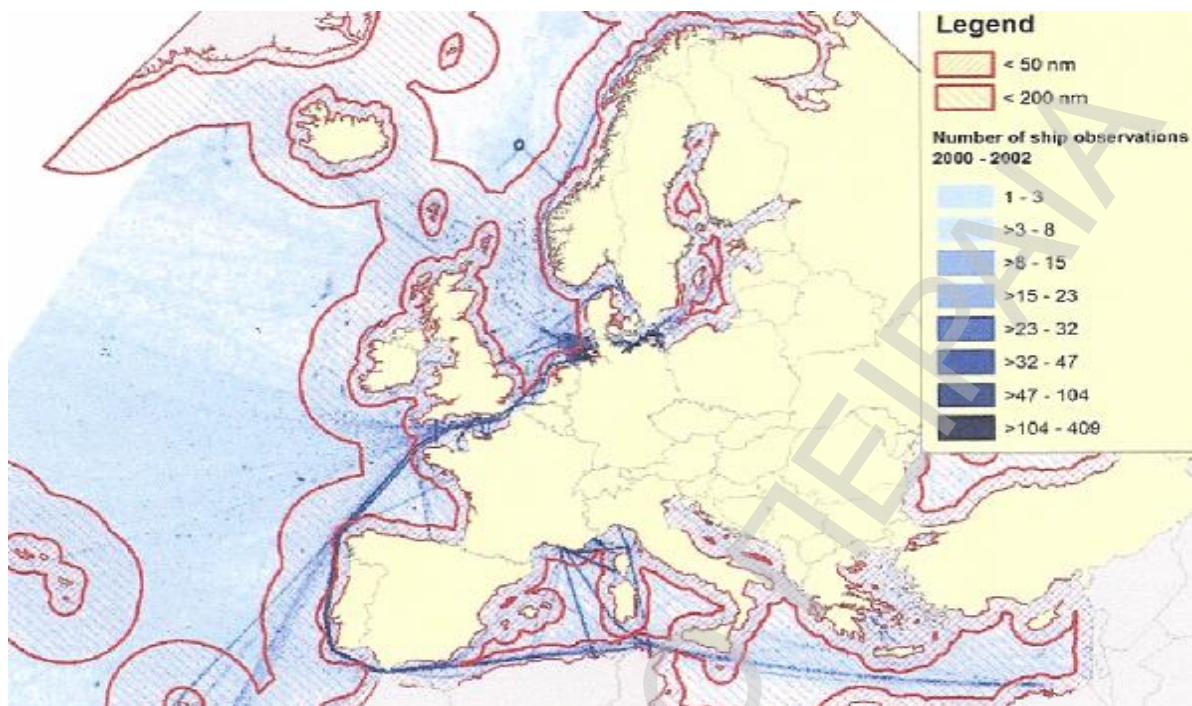 Legend
< 50 nm
< 200 nm
Number of ship observations
2000 - 2002
1 - 3
>3 - 8
>8 - 15
>15 - 23
>23 - 32
>32 - 47
>47 - 104
>104 - 409
ΠΕΙΡΑΙΑ